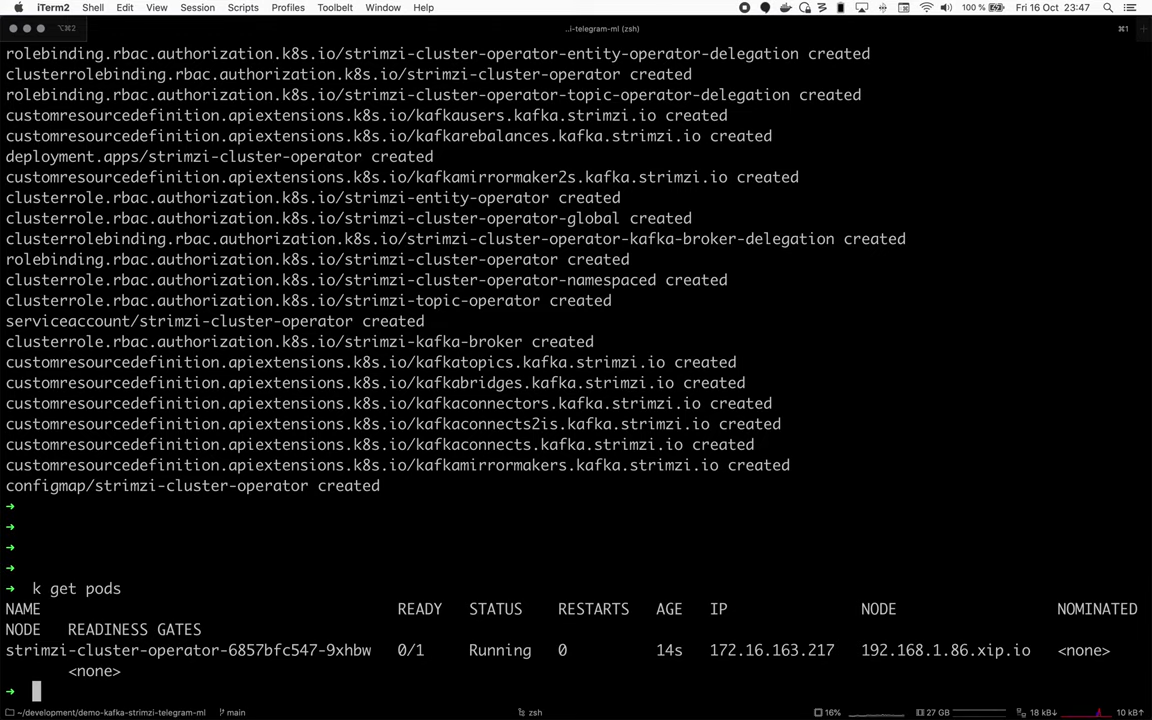 iTerm2 Shell Edit View Session Scripts Profiles Toolbelt Window Help 100 % Fri 16 Oct 23:47
⌥⌘2 ..i-telegram-ml (zsh) ⌘1
rolebinding.rbac.authorization.k8s.io/strimzi-cluster-operator-entity-operator-delegation created
clusterrolebinding.rbac.authorization.k8s.io/strimzi-cluster-operator created
rolebinding.rbac.authorization.k8s.io/strimzi-cluster-operator-topic-operator-delegation created
customresourcedefinition.apiextensions.k8s.io/kafkausers.kafka.strimzi.io created
customresourcedefinition.apiextensions.k8s.io/kafkarebalances.kafka.strimzi.io created
deployment.apps/strimzi-cluster-operator created
customresourcedefinition.apiextensions.k8s.io/kafkamirrormaker2s.kafka.strimzi.io created
clusterrole.rbac.authorization.k8s.io/strimzi-entity-operator created
clusterrole.rbac.authorization.k8s.io/strimzi-cluster-operator-global created
clusterrolebinding.rbac.authorization.k8s.io/strimzi-cluster-operator-kafka-broker-delegation created
rolebinding.rbac.authorization.k8s.io/strimzi-cluster-operator created
clusterrole.rbac.authorization.k8s.io/strimzi-cluster-operator-namespaced created
clusterrole.rbac.authorization.k8s.io/strimzi-topic-operator created
serviceaccount/strimzi-cluster-operator created
clusterrole.rbac.authorization.k8s.io/strimzi-kafka-broker created
customresourcedefinition.apiextensions.k8s.io/kafkatopics.kafka.strimzi.io created
customresourcedefinition.apiextensions.k8s.io/kafkabridges.kafka.strimzi.io created
customresourcedefinition.apiextensions.k8s.io/kafkaconnectors.kafka.strimzi.io created
customresourcedefinition.apiextensions.k8s.io/kafkaconnects2is.kafka.strimzi.io created
customresourcedefinition.apiextensions.k8s.io/kafkaconnects.kafka.strimzi.io created
customresourcedefinition.apiextensions.k8s.io/kafkamirrormakers.kafka.strimzi.io created
configmap/strimzi-cluster-operator created
➜
➜
➜
➜
➜ k get pods
NAME READY STATUS RESTARTS AGE IP NODE NOMINATED
NODE READINESS GATES
strimzi-cluster-operator-6857bfc547-9xhbw 0/1 Running 0 14s 172.16.163.217 192.168.1.86.xip.io <none>
<none>
➜
~/development/demo-kafka-strimzi-telegram-ml main zsh 16% 27 GB 18 kB↓ 10 kB↑